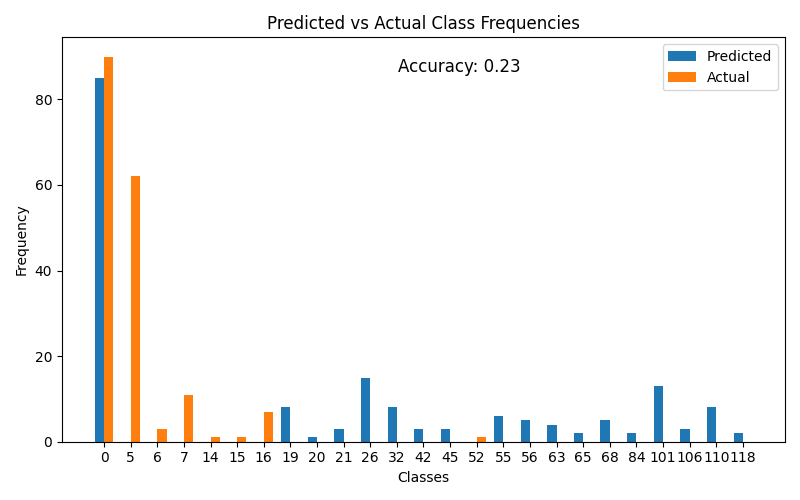 Predicted vs Actual Class Frequencies
Accuracy: 0.23
Predicted
Actual
Frequency
80
60
40
20
0
0 5 6 7 14 15 16 19 20 21 26 32 42 45 52 55 56 63 65 68 84 101 106 110 118
Classes